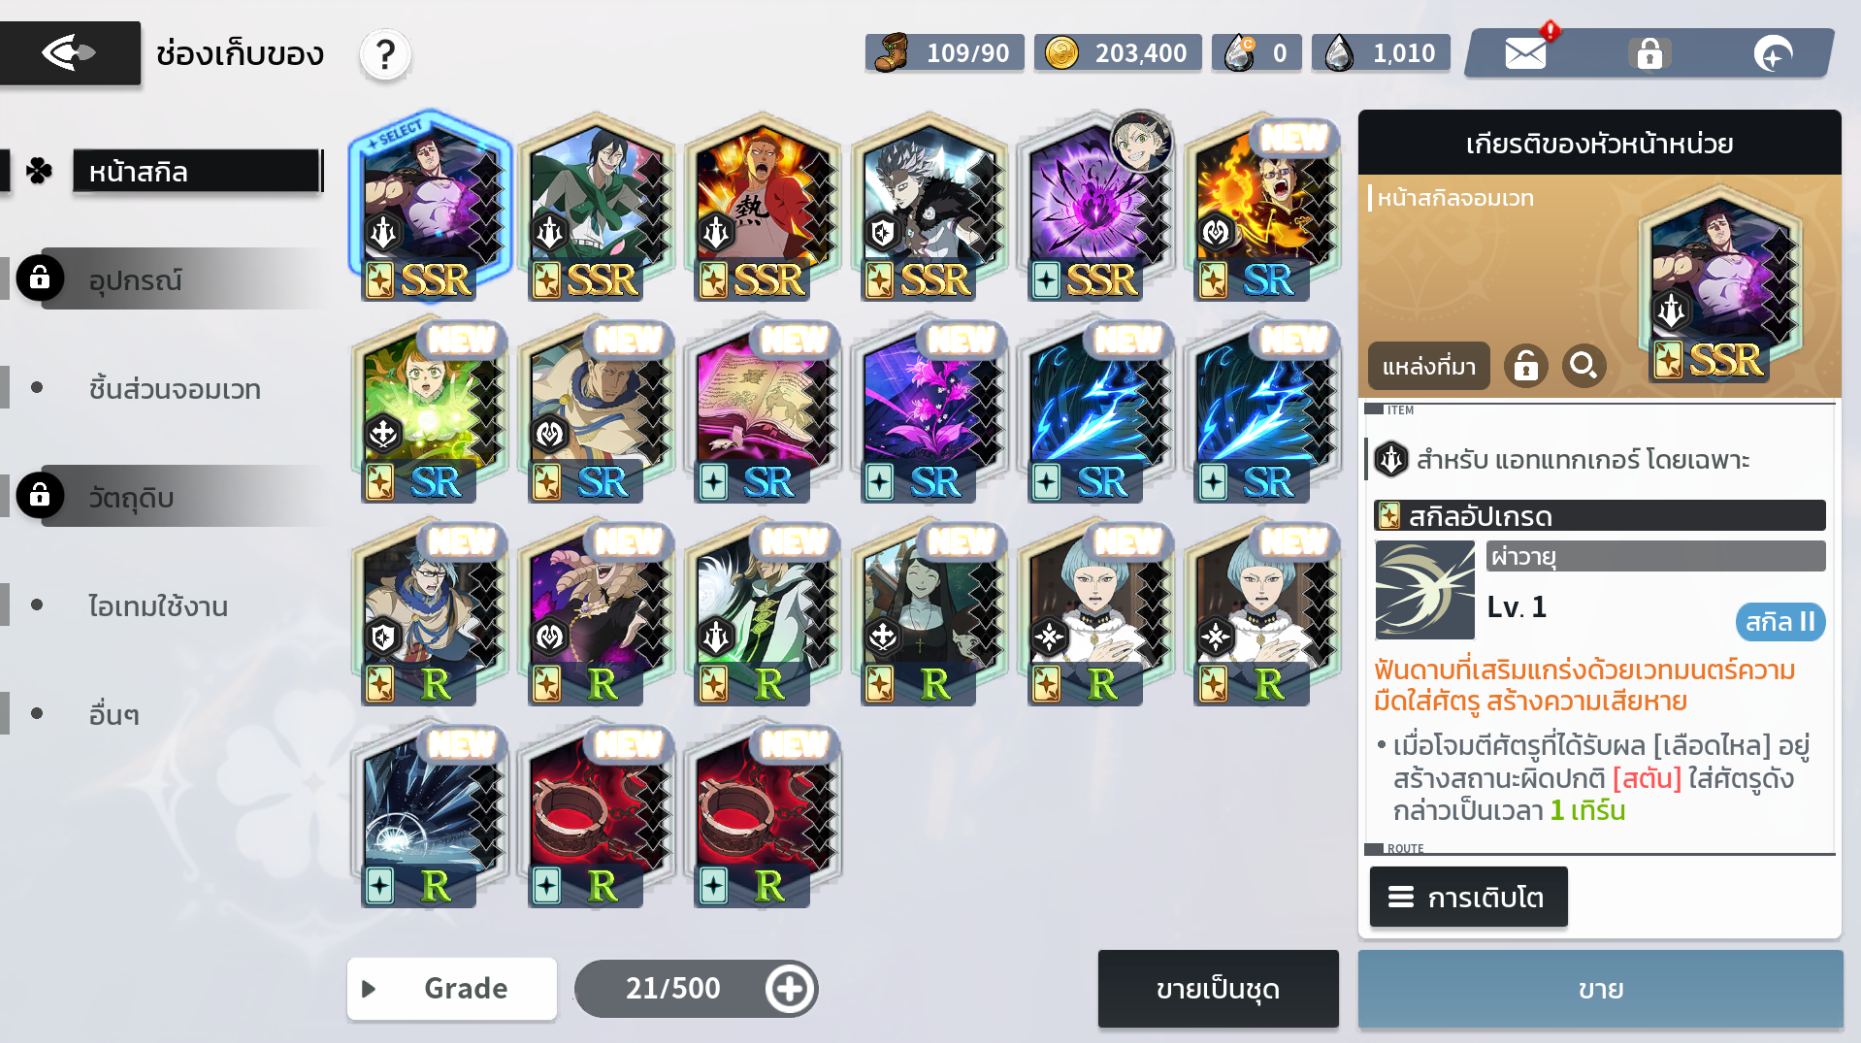 ช่องเก็บของ
?
109/90
203,400
0
1,010
หน้าสกิล
อุปกรณ์
ชิ้นส่วนจอมเวท
วัตถุดิบ
ไอเทมใช้งาน
อื่นๆ
+ SELECT
NEW
熱
SSR
SSR
SSR
SSR
SSR
SR
NEW
NEW
NEW
NEW
NEW
NEW
SR
SR
SR
SR
SR
SR
NEW
NEW
NEW
NEW
NEW
NEW
R
R
R
R
R
R
NEW
NEW
NEW
R
R
R
Grade
21/500
ขายเป็นชุด
เกียรติของหัวหน้าหน่วย
หน้าสกิลจอมเวท
SSR
แหล่งที่มา
ITEM
สำหรับ แอทแทกเกอร์ โดยเฉพาะ
สกิลอัปเกรด
ผ่าวายุ
Lv. 1
สกิล II
ฟันดาบที่เสริมแกร่งด้วยเวทมนตร์ความ
มืดใส่ศัตรู สร้างความเสียหาย
• เมื่อโจมตีศัตรูที่ได้รับผล [เลือดไหล] อยู่
สร้างสถานะผิดปกติ [สตัน] ใส่ศัตรูดัง
กล่าวเป็นเวลา 1 เทิร์น
ROUTE
การเติบโต
ขาย